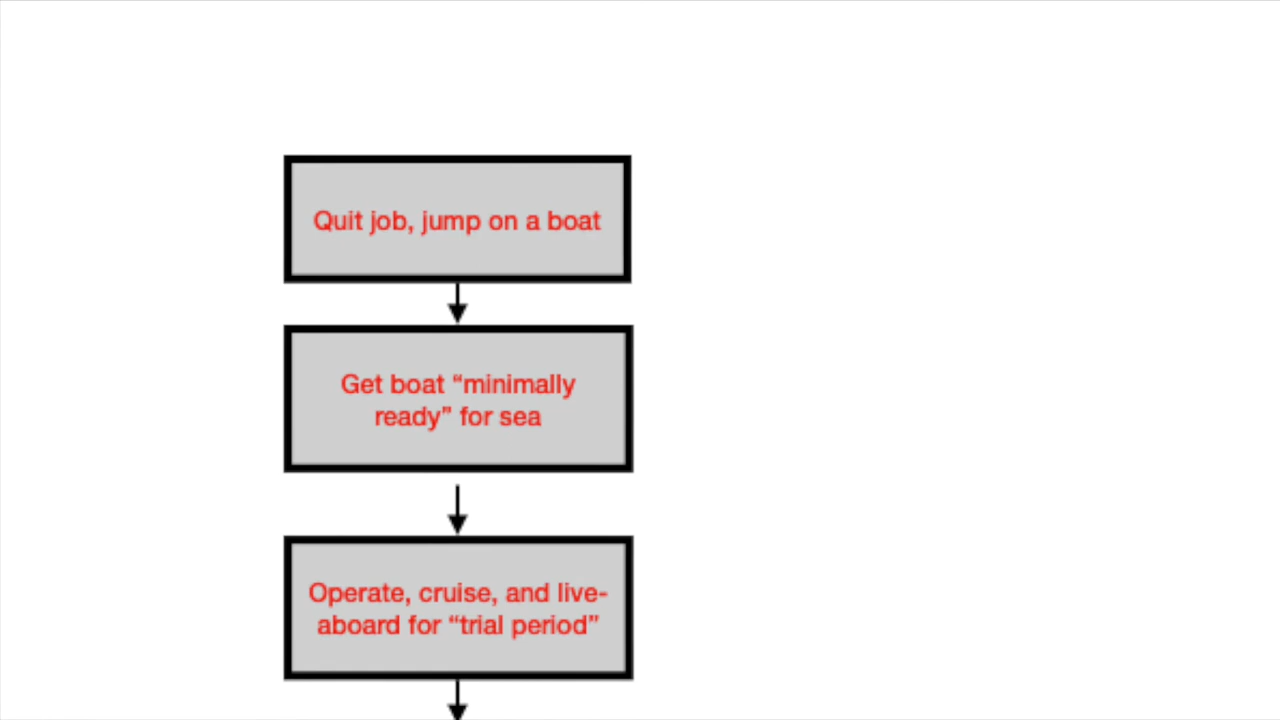 Quit job, jump on a boat
Get boat “minimally
ready” for sea
Operate, cruise, and live-
aboard for “trial period”